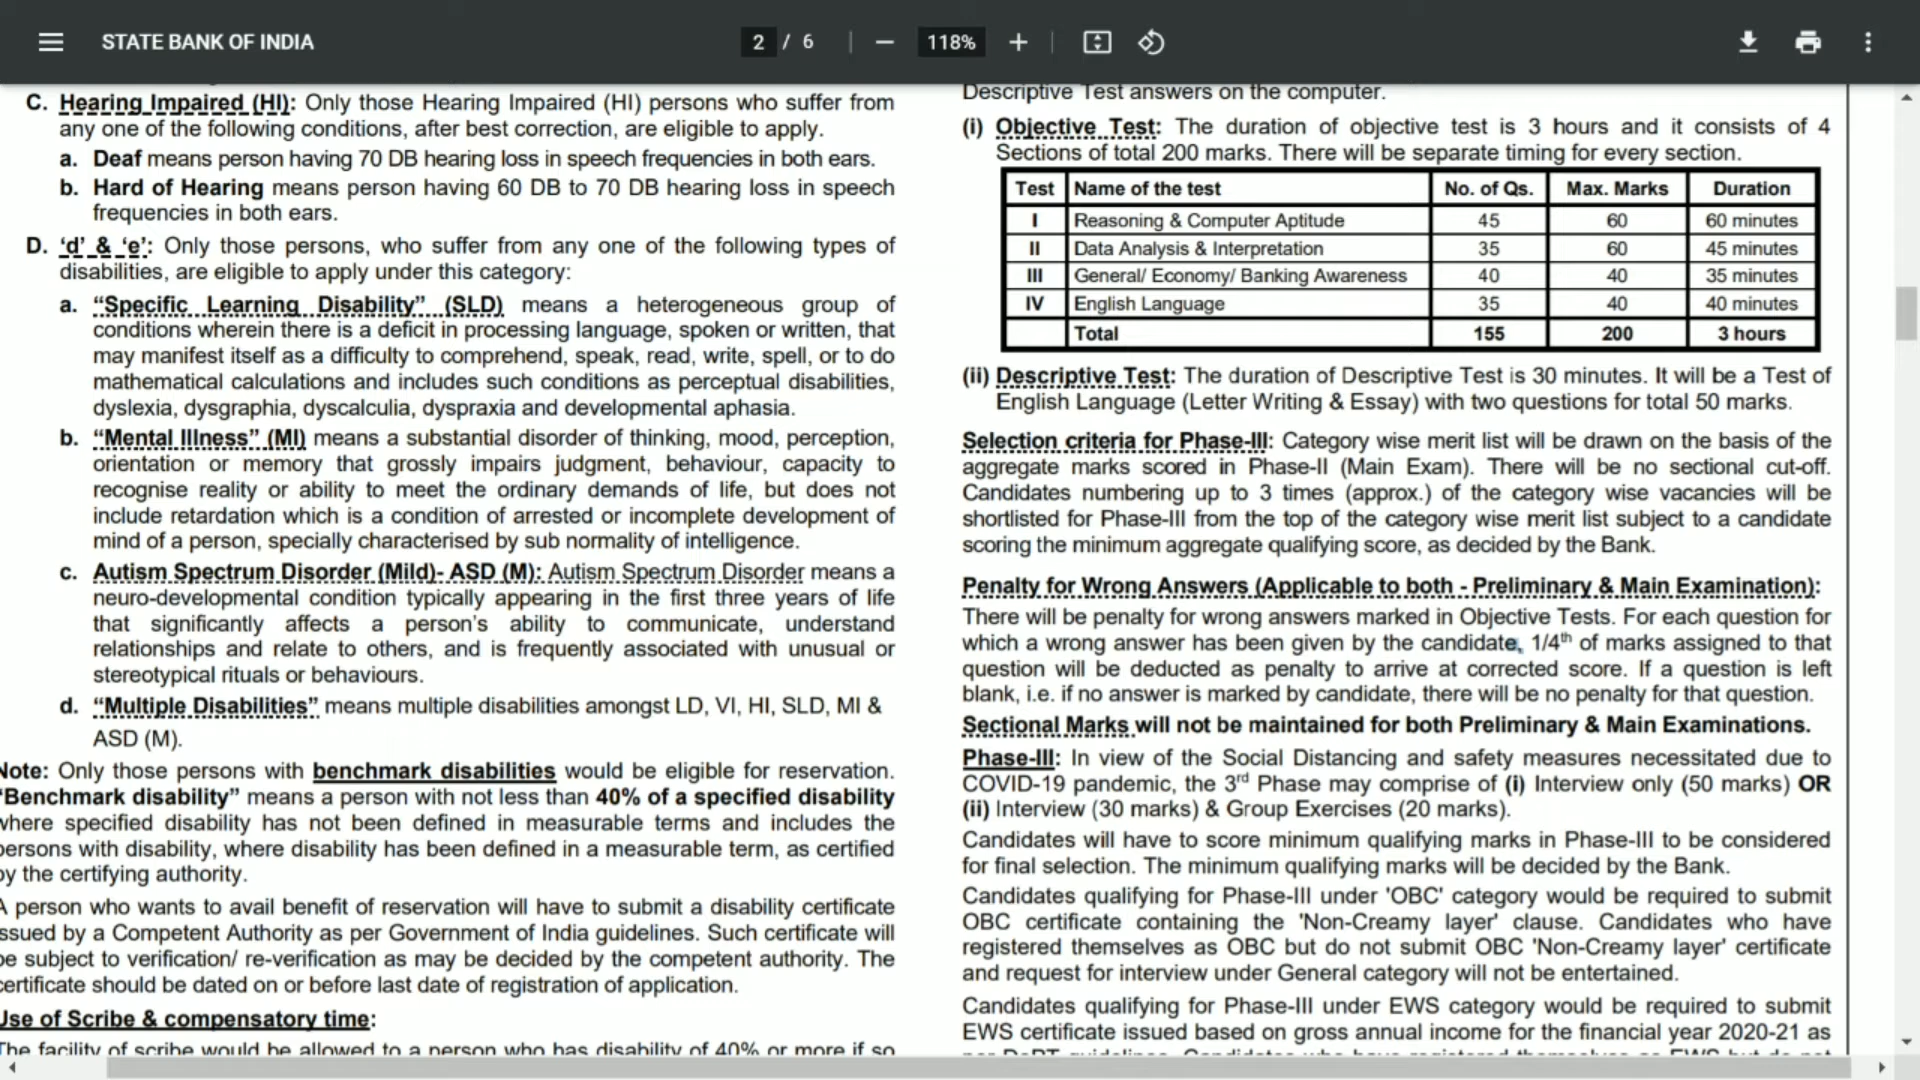 STATE BANK OF INDIA
2 / 6
118%
C. Hearing Impaired (HI): Only those Hearing Impaired (HI) persons who suffer from
any one of the following conditions, after best correction, are eligible to apply.
a. Deaf means person having 70 DB hearing loss in speech frequencies in both ears.
b. Hard of Hearing means person having 60 DB to 70 DB hearing loss in speech
frequencies in both ears.
D. ‘d’ & ‘e’: Only those persons, who suffer from any one of the following types of
disabilities, are eligible to apply under this category:
a. “Specific Learning Disability” (SLD) means a heterogeneous group of
conditions wherein there is a deficit in processing language, spoken or written, that
may manifest itself as a difficulty to comprehend, speak, read, write, spell, or to do
mathematical calculations and includes such conditions as perceptual disabilities,
dyslexia, dysgraphia, dyscalculia, dyspraxia and developmental aphasia.
b. “Mental Illness” (MI) means a substantial disorder of thinking, mood, perception,
orientation or memory that grossly impairs judgment, behaviour, capacity to
recognise reality or ability to meet the ordinary demands of life, but does not
include retardation which is a condition of arrested or incomplete development of
mind of a person, specially characterised by sub normality of intelligence.
c. Autism Spectrum Disorder (Mild)- ASD (M): Autism Spectrum Disorder means a
neuro-developmental condition typically appearing in the first three years of life
that significantly affects a person’s ability to communicate, understand
relationships and relate to others, and is frequently associated with unusual or
stereotypical rituals or behaviours.
d. “Multiple Disabilities” means multiple disabilities amongst LD, VI, HI, SLD, MI &
ASD (M).
Note: Only those persons with benchmark disabilities would be eligible for reservation.
“Benchmark disability” means a person with not less than 40% of a specified disability
where specified disability has not been defined in measurable terms and includes the
persons with disability, where disability has been defined in a measurable term, as certified
by the certifying authority.
A person who wants to avail benefit of reservation will have to submit a disability certificate
issued by a Competent Authority as per Government of India guidelines. Such certificate will
be subject to verification/ re-verification as may be decided by the competent authority. The
certificate should be dated on or before last date of registration of application.
Use of Scribe & compensatory time:
The facility of scribe would be allowed to a person who has disability of 40% or more if so
Descriptive Test answers on the computer.
(i) Objective Test: The duration of objective test is 3 hours and it consists of 4
Sections of total 200 marks. There will be separate timing for every section.
Test Name of the test No. of Qs. Max. Marks Duration
I Reasoning & Computer Aptitude 45 60 60 minutes
II Data Analysis & Interpretation 35 60 45 minutes
III General/ Economy/ Banking Awareness 40 40 35 minutes
IV English Language 35 40 40 minutes
Total 155 200 3 hours
(ii) Descriptive Test: The duration of Descriptive Test is 30 minutes. It will be a Test of
English Language (Letter Writing & Essay) with two questions for total 50 marks.
Selection criteria for Phase-III: Category wise merit list will be drawn on the basis of the
aggregate marks scored in Phase-II (Main Exam). There will be no sectional cut-off.
Candidates numbering up to 3 times (approx.) of the category wise vacancies will be
shortlisted for Phase-III from the top of the category wise merit list subject to a candidate
scoring the minimum aggregate qualifying score, as decided by the Bank.
Penalty for Wrong Answers (Applicable to both - Preliminary & Main Examination):
There will be penalty for wrong answers marked in Objective Tests. For each question for
which a wrong answer has been given by the candidate, 1/4th of marks assigned to that
question will be deducted as penalty to arrive at corrected score. If a question is left
blank, i.e. if no answer is marked by candidate, there will be no penalty for that question.
Sectional Marks will not be maintained for both Preliminary & Main Examinations.
Phase-III: In view of the Social Distancing and safety measures necessitated due to
COVID-19 pandemic, the 3rd Phase may comprise of (i) Interview only (50 marks) OR
(ii) Interview (30 marks) & Group Exercises (20 marks).
Candidates will have to score minimum qualifying marks in Phase-III to be considered
for final selection. The minimum qualifying marks will be decided by the Bank.
Candidates qualifying for Phase-III under 'OBC' category would be required to submit
OBC certificate containing the 'Non-Creamy layer' clause. Candidates who have
registered themselves as OBC but do not submit OBC 'Non-Creamy layer' certificate
and request for interview under General category will not be entertained.
Candidates qualifying for Phase-III under EWS category would be required to submit
EWS certificate issued based on gross annual income for the financial year 2020-21 as